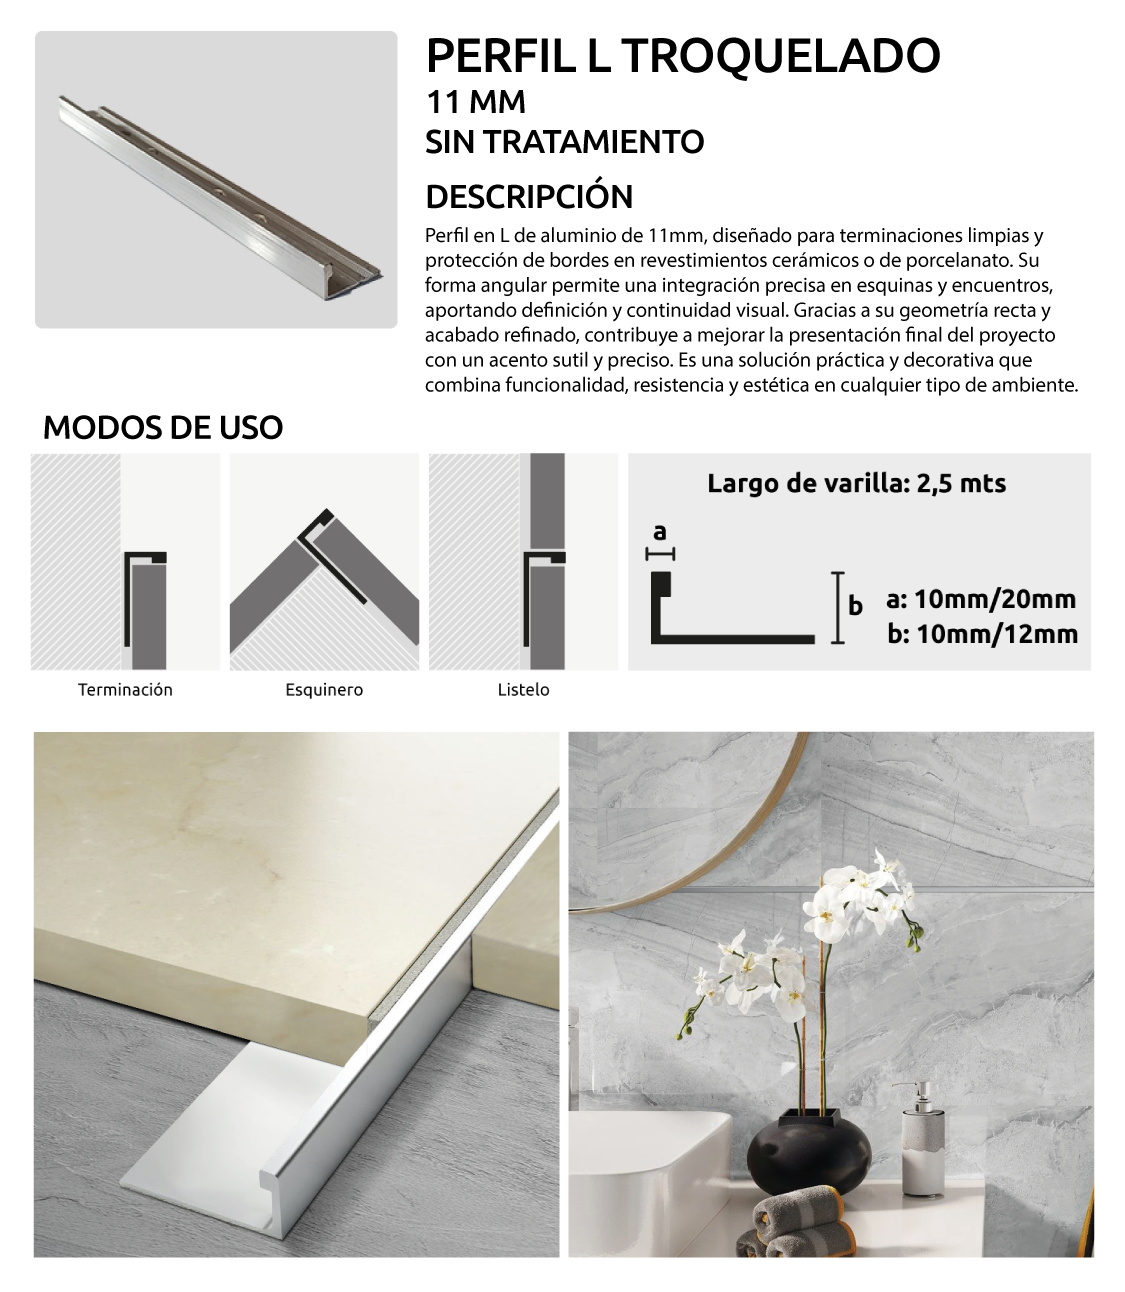 PERFIL L TROQUELADO
11 MM
SIN TRATAMIENTO
DESCRIPCIÓN
Perfil en L de aluminio de 11mm, diseñado para terminaciones limpias y
protección de bordes en revestimientos cerámicos o de porcelanato. Su
forma angular permite una integración precisa en esquinas y encuentros,
aportando definición y continuidad visual. Gracias a su geometría recta y
acabado refinado, contribuye a mejorar la presentación final del proyecto
con un acento sutil y preciso. Es una solución práctica y decorativa que
combina funcionalidad, resistencia y estética en cualquier tipo de ambiente.
MODOS DE USO
Terminación
Esquinero
Listelo
Largo de varilla: 2,5 mts
a
b
a: 10mm/20mm
b: 10mm/12mm